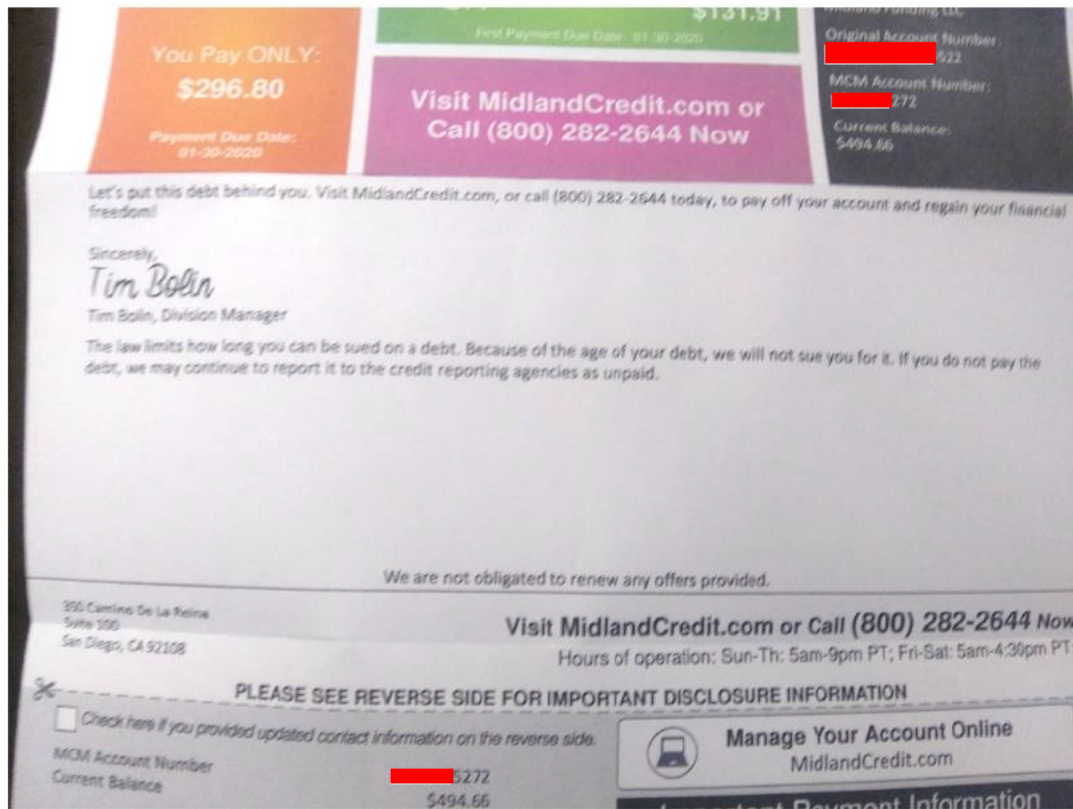 You Pay ONLY:
$296.80
Payment Due Date:
01-30-2020
$131.91
First Payment Due Date: 01-30-2020
Visit MidlandCredit.com or
Call (800) 282-2644 Now
Midland Funding LLC
Original Account Number:
522
MCM Account Number:
272
Current Balance:
$494.66
Let's put this debt behind you. Visit MidlandCredit.com, or call (800) 282-2644 today, to pay off your account and regain your financial
freedom!
Sincerely,
Tim Bolin
Tim Bolin, Division Manager
The law limits how long you can be sued on a debt. Because of the age of your debt, we will not sue you for it. If you do not pay the
debt, we may continue to report it to the credit reporting agencies as unpaid.
We are not obligated to renew any offers provided.
350 Camino De La Reina
Suite 100
San Diego, CA 92108
Visit MidlandCredit.com or Call (800) 282-2644 Now
Hours of operation: Sun-Th: 5am-9pm PT; Fri-Sat: 5am-4:30pm PT
PLEASE SEE REVERSE SIDE FOR IMPORTANT DISCLOSURE INFORMATION
Check here if you provided updated contact information on the reverse side.
MCM Account Number
5272
Current Balance
$494.66
Manage Your Account Online
MidlandCredit.com
Important Payment Information